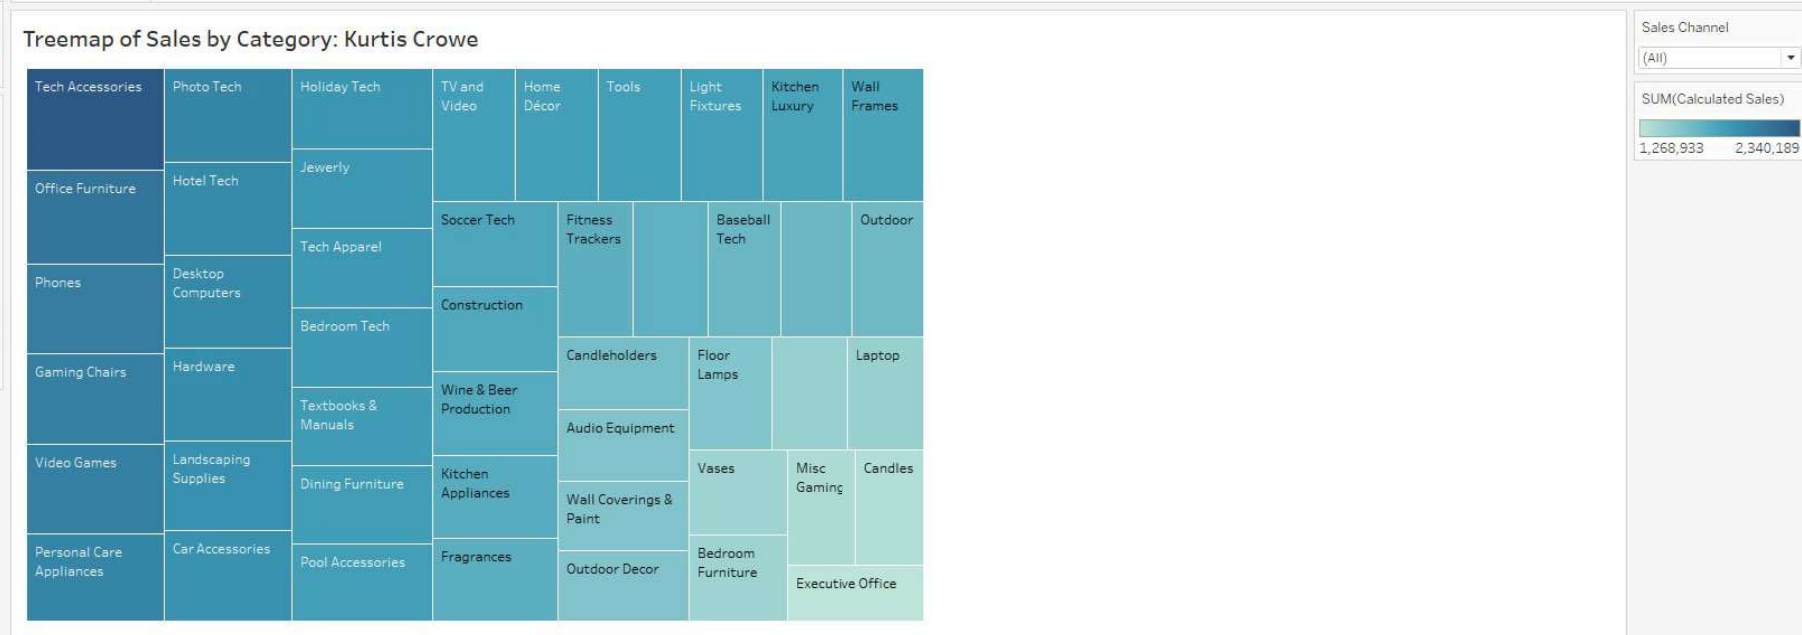 Treemap of Sales by Category: Kurtis Crowe
Tech Accessories
Office Furniture
Phones
Gaming Chairs
Video Games
Personal Care
Appliances
Photo Tech
Hotel Tech
Desktop
Computers
Hardware
Landscaping
Supplies
Car Accessories
Holiday Tech
Jewerly
Tech Apparel
Bedroom Tech
Textbooks &
Manuals
Dining Furniture
Pool Accessories
TV and
Video
Home
Décor
Tools
Light
Fixtures
Kitchen
Luxury
Wall
Frames
Soccer Tech
Construction
Wine & Beer
Production
Kitchen
Appliances
Fragrances
Fitness
Trackers
Baseball
Tech
Outdoor
Candleholders
Audio Equipment
Wall Coverings &
Paint
Outdoor Decor
Floor
Lamps
Laptop
Vases
Bedroom
Furniture
Misc
Gaming
Candles
Executive Office
Sales Channel
(All)
SUM(Calculated Sales)
1,268,933 2,340,189